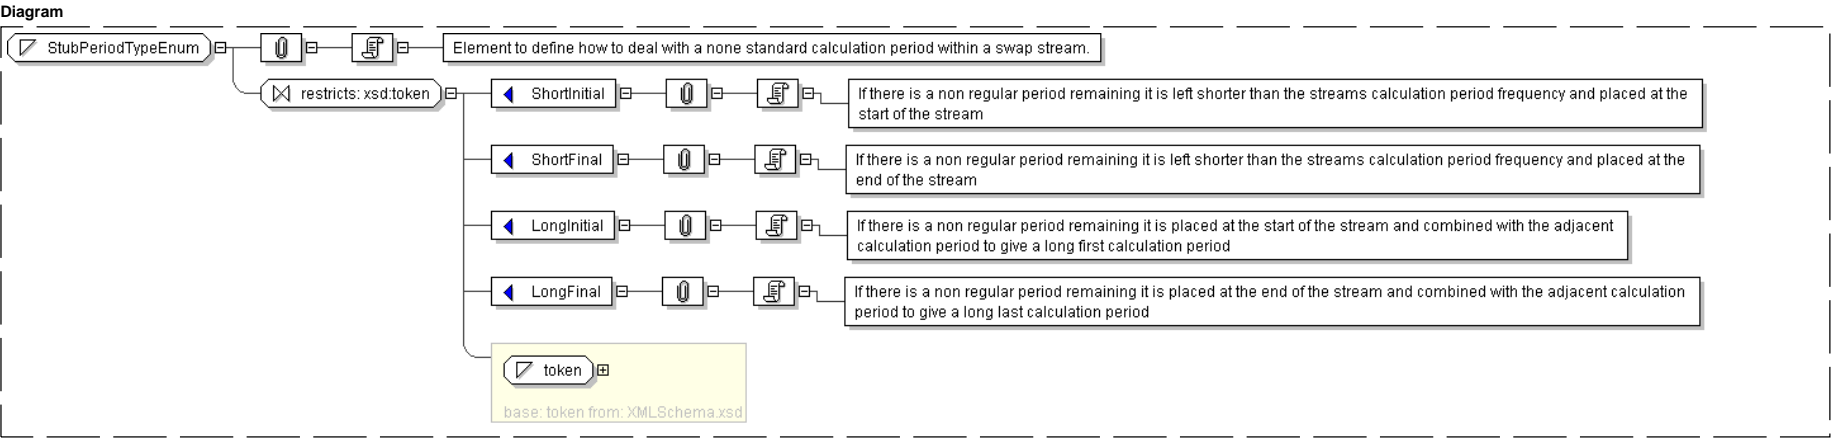 Diagram
StubPeriodTypeEnum
Element to define how to deal with a none standard calculation period within a swap stream.
restricts: xsd:token
ShortInitial
If there is a non regular period remaining it is left shorter than the streams calculation period frequency and placed at the
start of the stream
ShortFinal
If there is a non regular period remaining it is left shorter than the streams calculation period frequency and placed at the
end of the stream
LongInitial
If there is a non regular period remaining it is placed at the start of the stream and combined with the adjacent
calculation period to give a long first calculation period
LongFinal
If there is a non regular period remaining it is placed at the end of the stream and combined with the adjacent calculation
period to give a long last calculation period
token
base: token from: XMLSchema.xsd